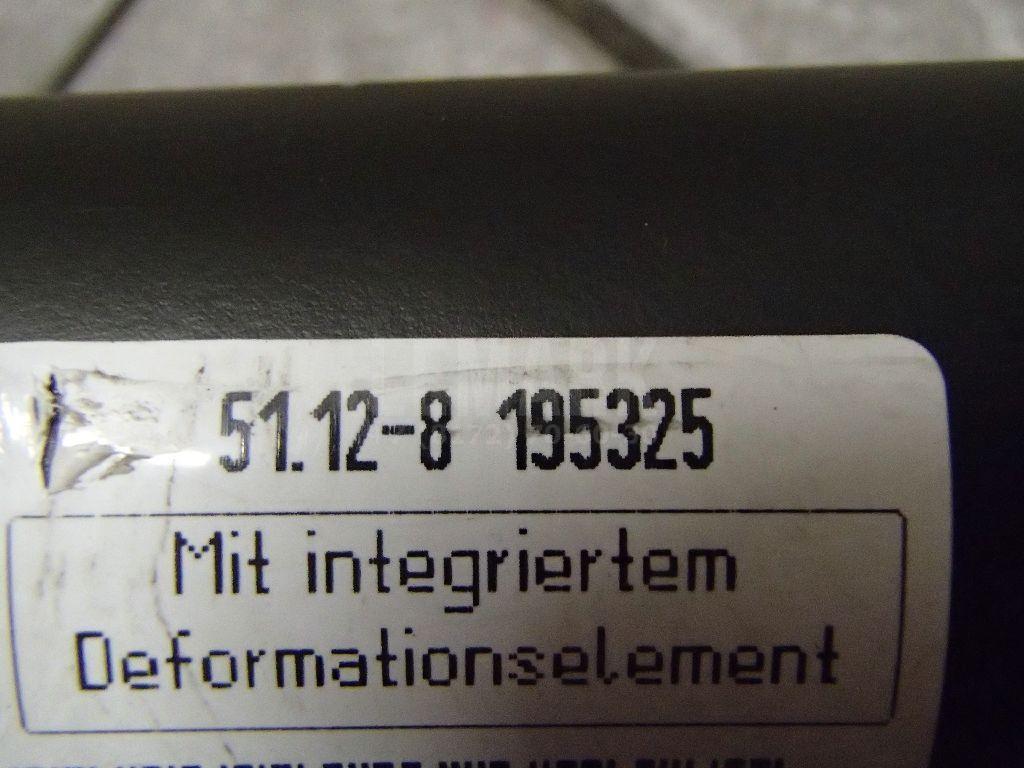 51.12-8 195325
Mit integriertem
Deformationselement